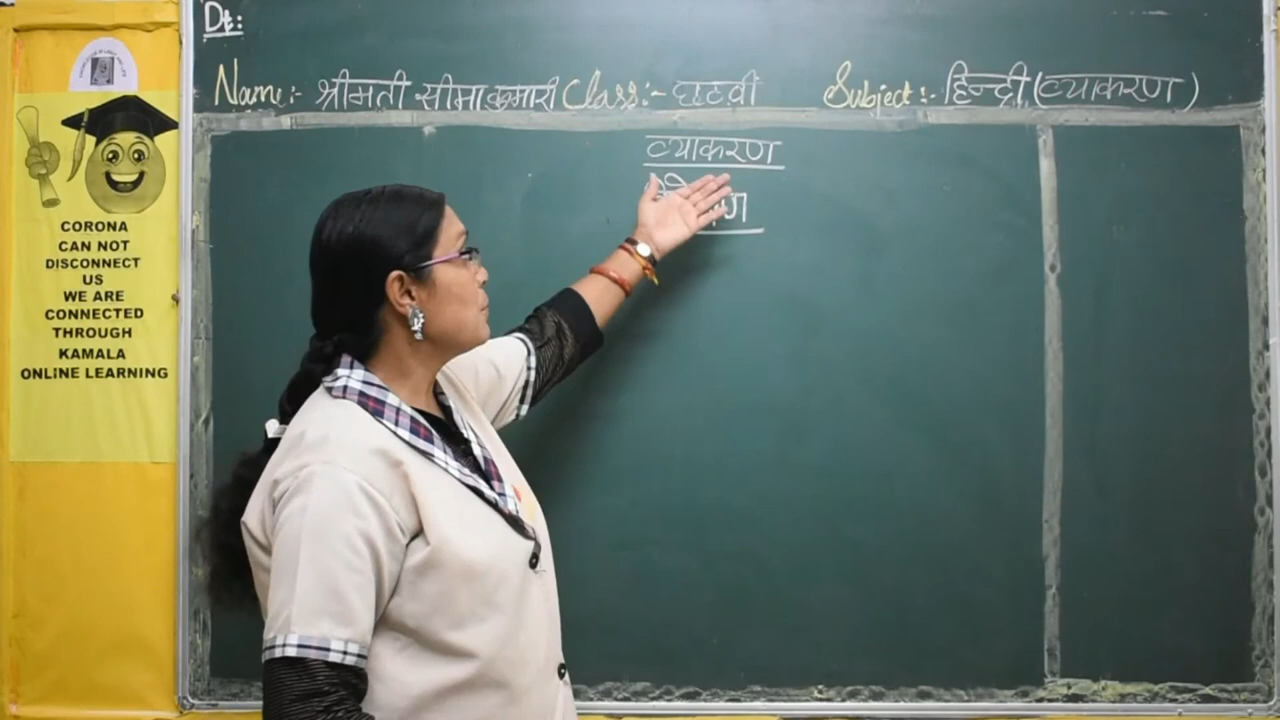 Dt:
Name:- श्रीमती सीमा कुमारी Class:- छठवीं Subject:- हिन्दी (व्याकरण)
व्याकरण
CORONA
CAN NOT
DISCONNECT
US
WE ARE
CONNECTED
THROUGH
KAMALA
ONLINE LEARNING